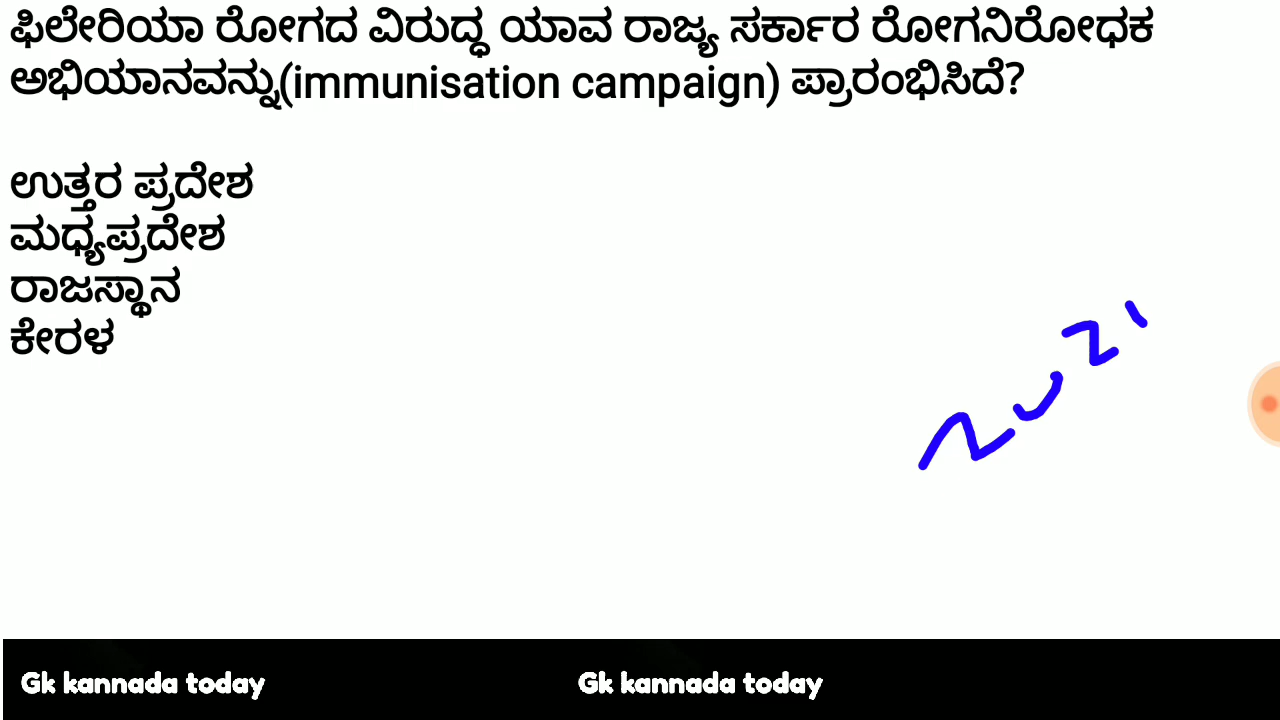 ಫಿಲೇರಿಯಾ ರೋಗದ ವಿರುದ್ಧ ಯಾವ ರಾಜ್ಯ ಸರ್ಕಾರ ರೋಗನಿರೋಧಕ
ಅಭಿಯಾನವನ್ನು(immunisation campaign) ಪ್ರಾರಂಭಿಸಿದೆ?
ಉತ್ತರ ಪ್ರದೇಶ
ಮಧ್ಯಪ್ರದೇಶ
ರಾಜಸ್ಥಾನ
ಕೇರಳ
Gk kannada today Gk kannada today